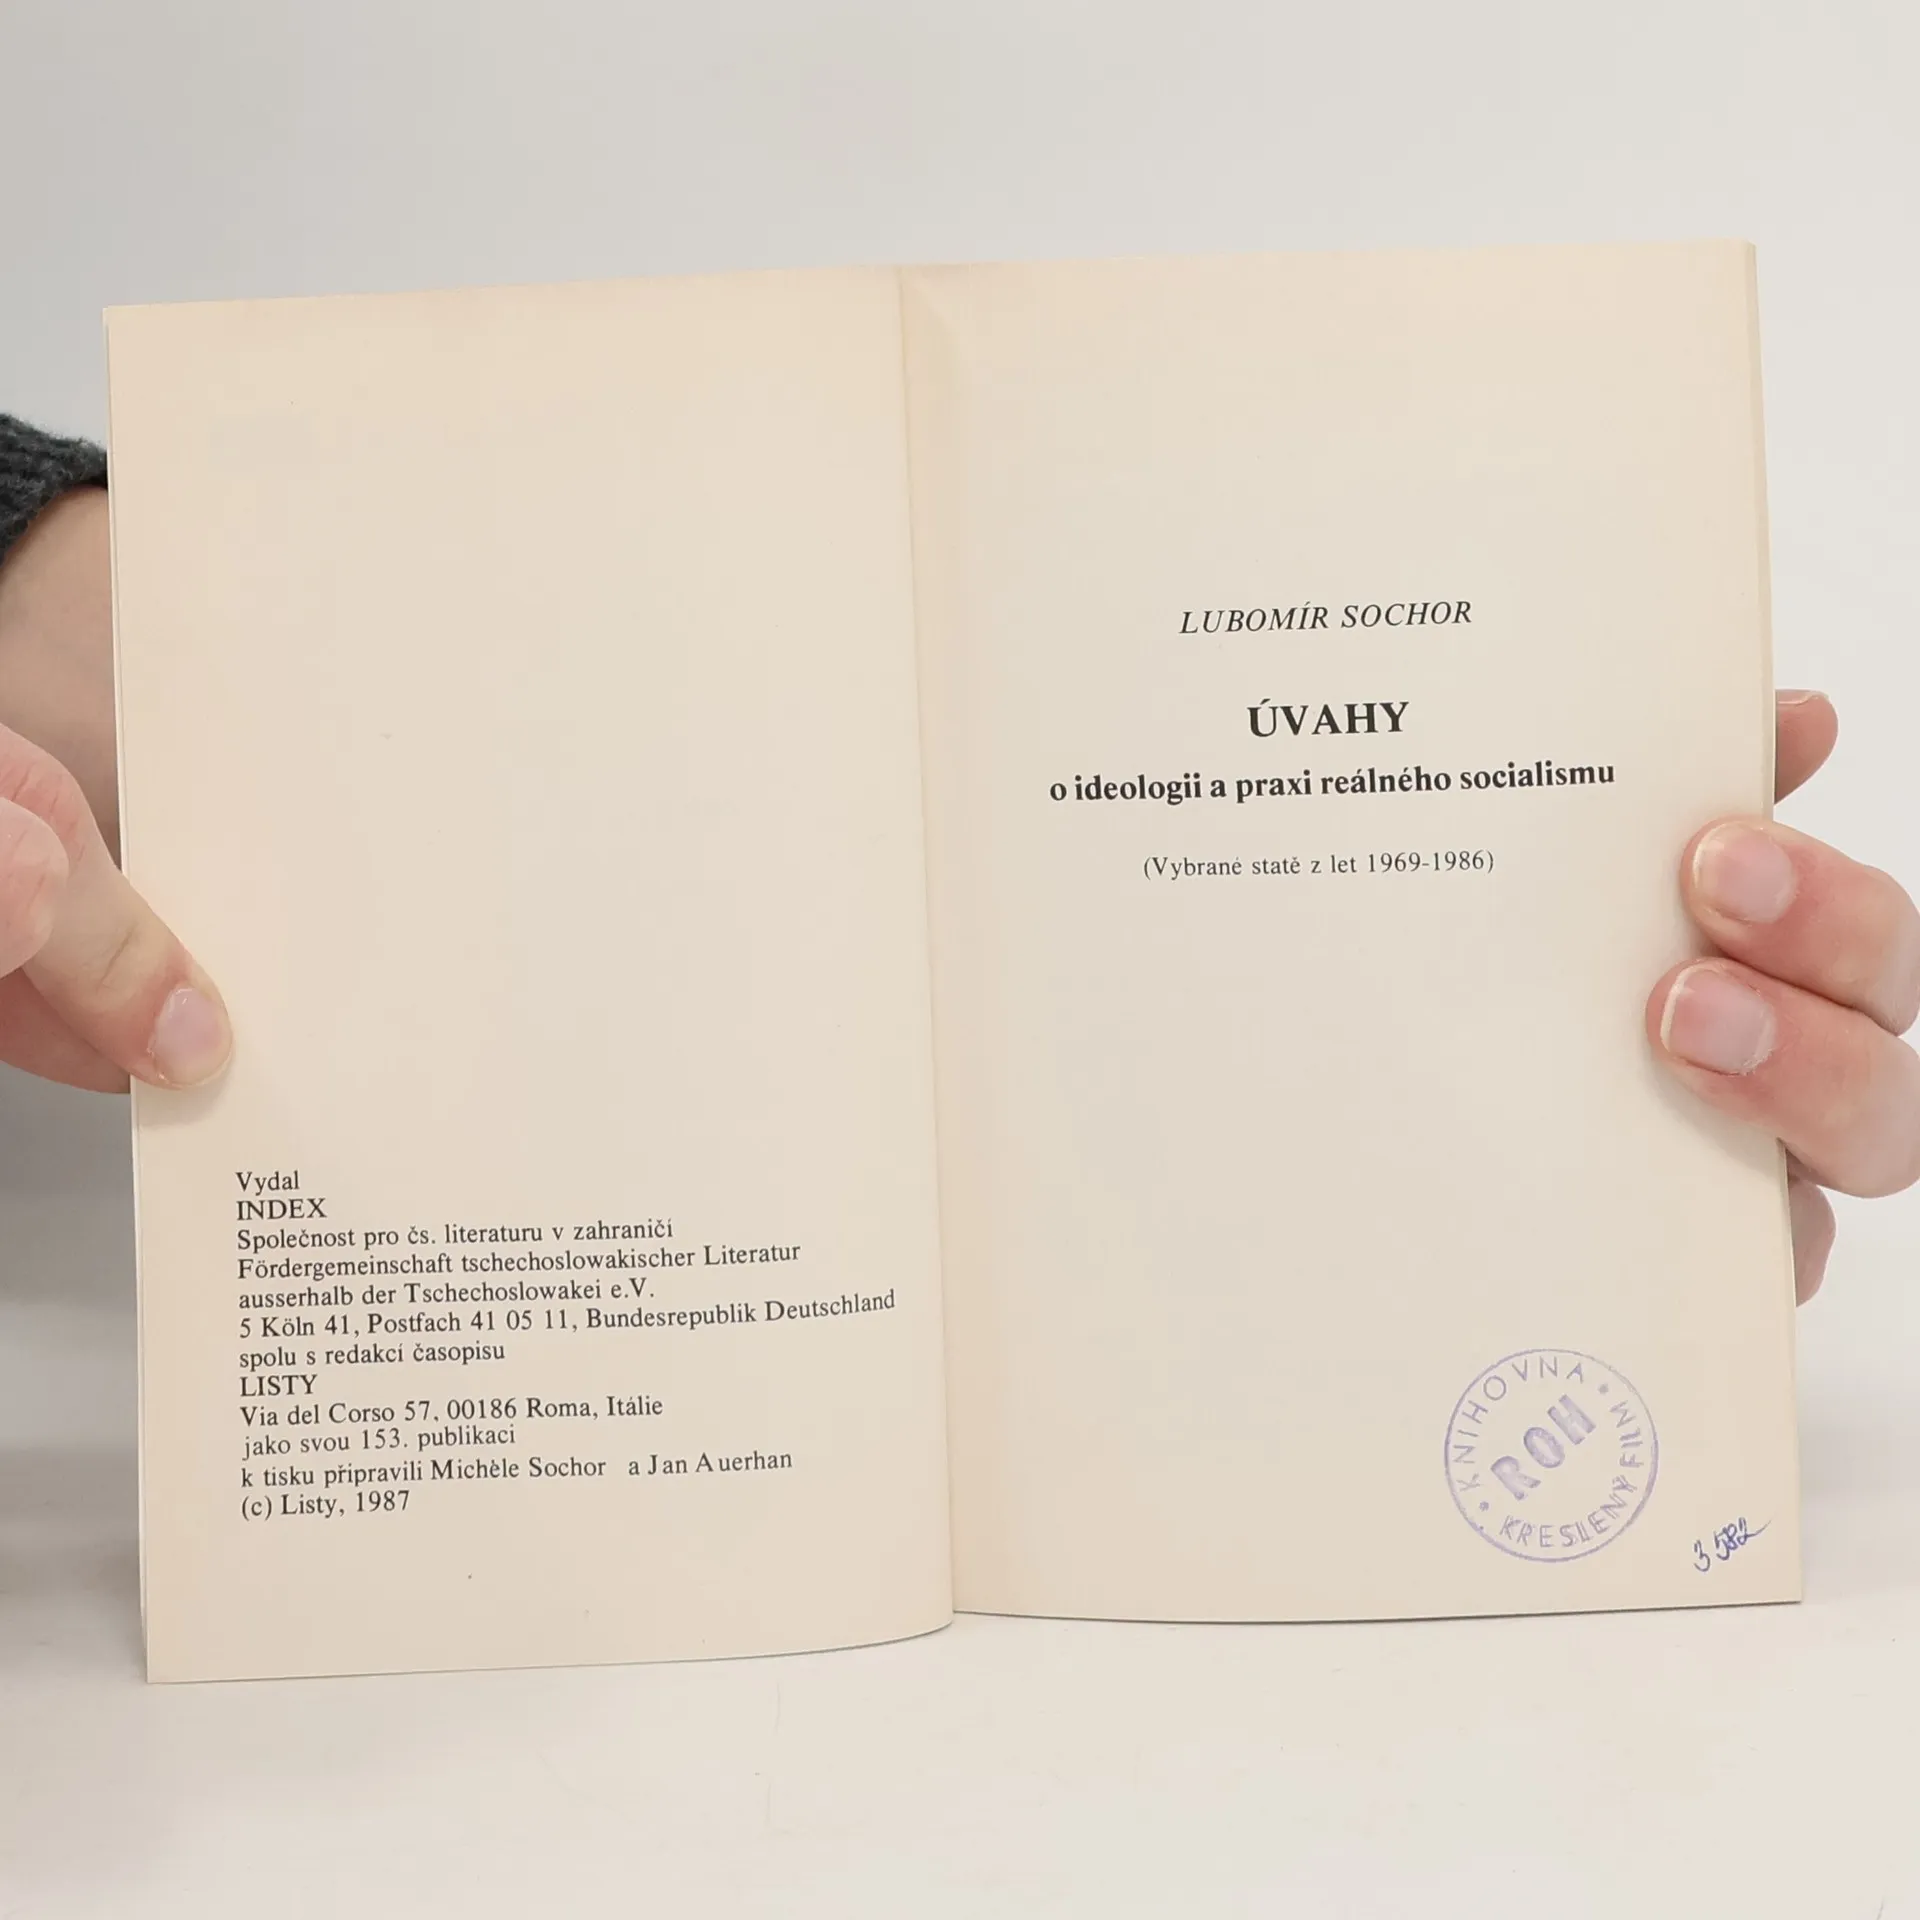 Vydal
INDEX
Společnost pro čs. literaturu v zahraničí
Fördergemeinschaft tschechoslowakischer Literatur
ausserhalb der Tschechoslowakei e.V.
5 Köln 41, Postfach 41 05 11, Bundesrepublik Deutschland
spolu s redakcí časopisu
LISTY
Via del Corso 57, 00186 Roma, Itálie
jako svou 153. publikaci
k tisku připravili Michèle Sochor a Jan Auerhan
(c) Listy, 1987
LUBOMÍR SOCHOR
ÚVAHY
o ideologii a praxi reálného socialismu
(Vybrané statě z let 1969-1986)
KNIHOVNA
ROH
KRESLENÝ FILM
3 582